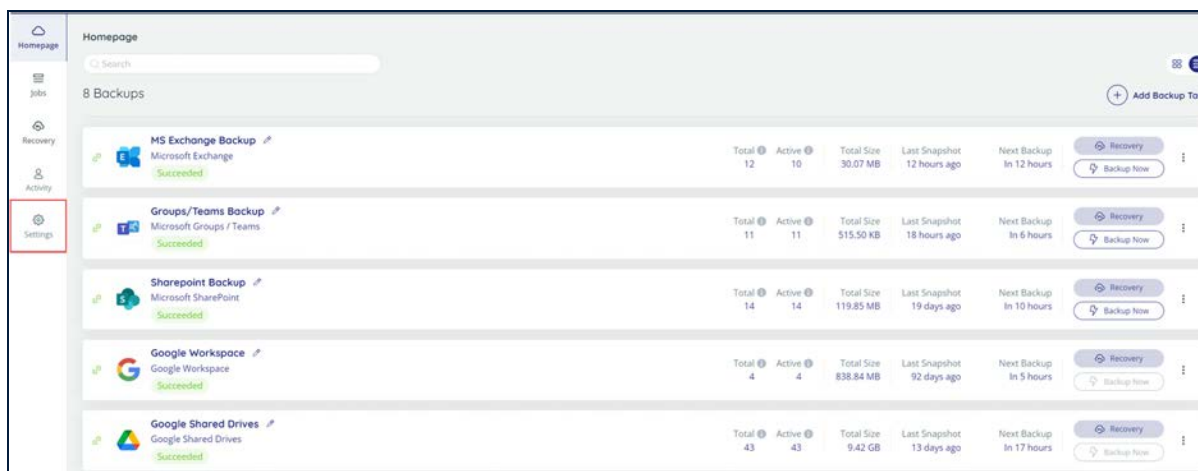 Homepage
Jobs
Recovery
Activity
Settings
Homepage
Search
8 Backups
Add Backup Ta
MS Exchange Backup
Microsoft Exchange
Succeeded
Total Active Total Size Last Snapshot Next Backup
12 10 30.07 MB 12 hours ago In 12 hours
Recovery
Backup Now
Groups/Teams Backup
Microsoft Groups / Teams
Succeeded
Total Active Total Size Last Snapshot Next Backup
11 11 515.50 KB 18 hours ago In 6 hours
Recovery
Backup Now
Sharepoint Backup
Microsoft SharePoint
Succeeded
Total Active Total Size Last Snapshot Next Backup
14 14 119.85 MB 19 days ago In 10 hours
Recovery
Backup Now
Google Workspace
Google Workspace
Succeeded
Total Active Total Size Last Snapshot Next Backup
4 4 838.84 MB 92 days ago In 5 hours
Recovery
Backup Now
Google Shared Drives
Google Shared Drives
Succeeded
Total Active Total Size Last Snapshot Next Backup
43 43 9.42 GB 13 days ago In 17 hours
Recovery
Backup Now